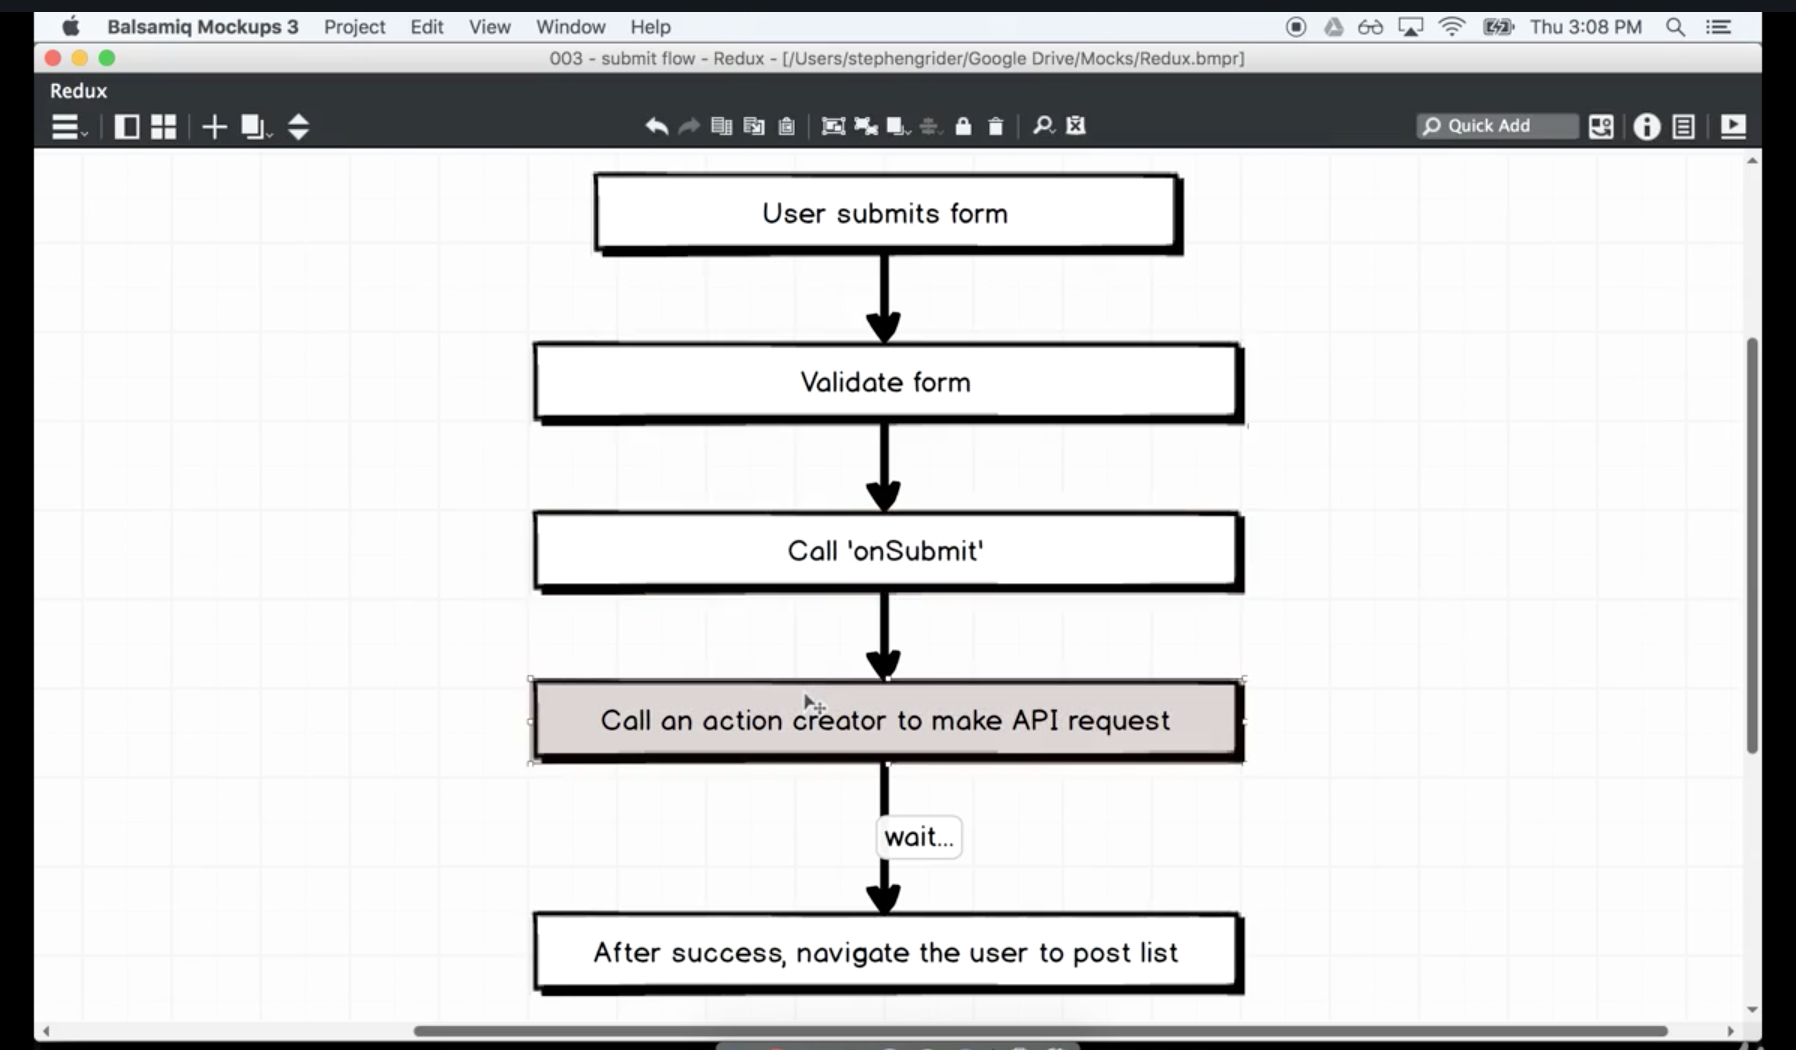 Balsamiq Mockups 3 Project Edit View Window Help Thu 3:08 PM
003 - submit flow - Redux - [/Users/stephengrider/Google Drive/Mocks/Redux.bmpr]
Redux
Quick Add
User submits form
Validate form
Call 'onSubmit'
Call an action creator to make API request
wait...
After success, navigate the user to post list